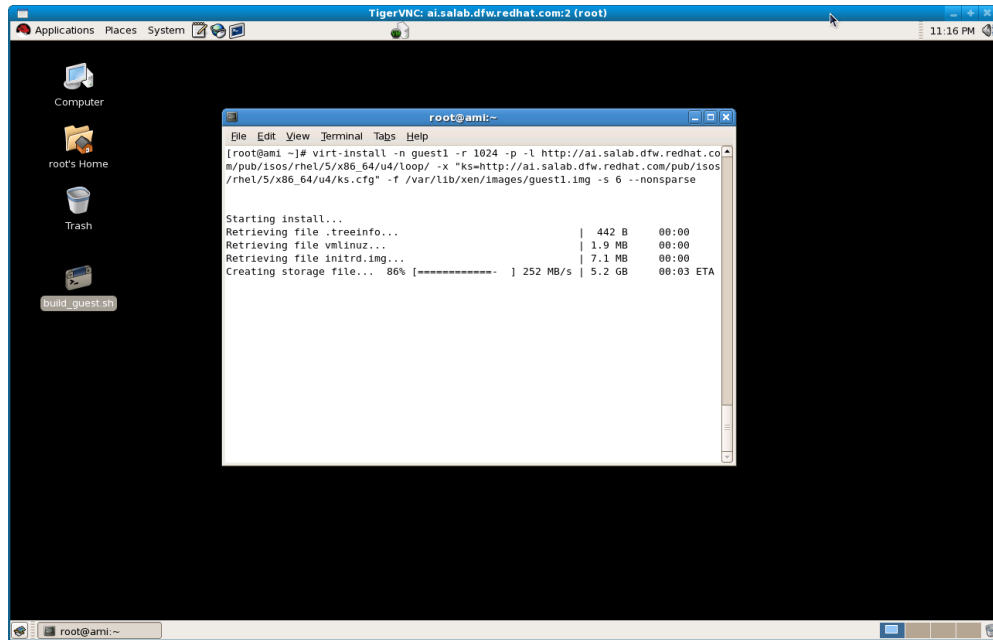 TigerVNC: ai.salab.dfw.redhat.com:2 (root)
Applications Places System
11:16 PM
Computer
root's Home
Trash
build_guest.sh
root@ami:~
File Edit View Terminal Tabs Help
[root@ami ~]# virt-install -n guest1 -r 1024 -p -l http://ai.salab.dfw.redhat.co
m/pub/isos/rhel/5/x86_64/u4/loop/ -x "ks=http://ai.salab.dfw.redhat.com/pub/isos
/rhel/5/x86_64/u4/ks.cfg" -f /var/lib/xen/images/guest1.img -s 6 --nonsparse
Starting install...
Retrieving file .treeinfo... | 442 B 00:00
Retrieving file vmlinuz... | 1.9 MB 00:00
Retrieving file initrd.img... | 7.1 MB 00:00
Creating storage file... 86% [============- ] 252 MB/s | 5.2 GB 00:03 ETA
root@ami:~